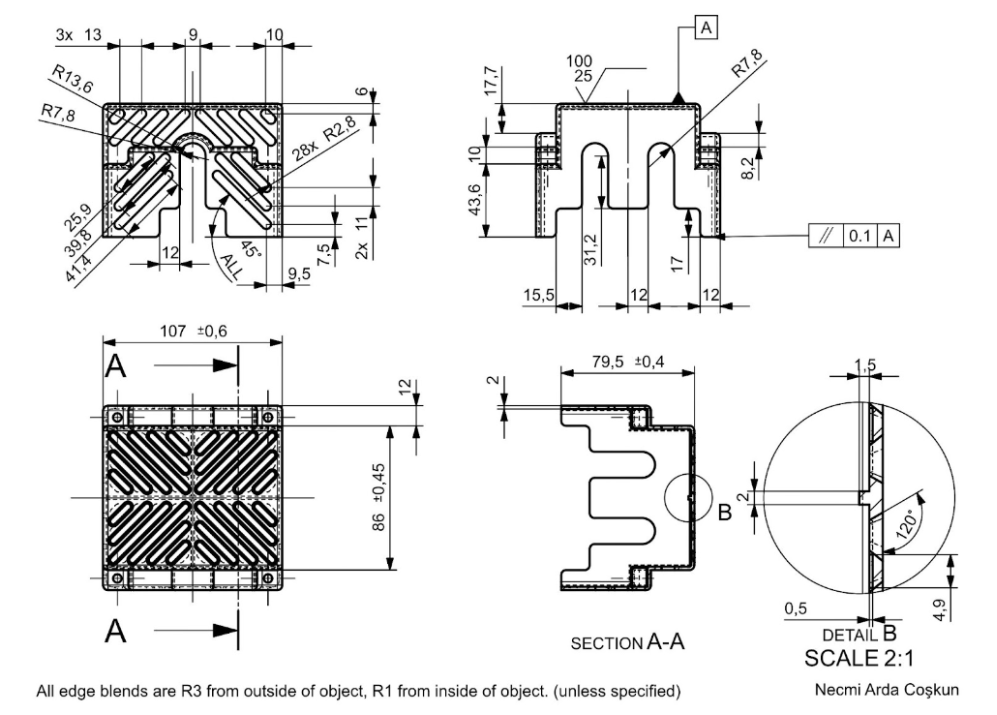 3x 13
9
10
R13,6
R7,8
6
28x R2,8
2x 11
7,5
9,5
25,9
39,8
41,4
12
45°
ALL
A
100
25
R7,8
17,7
10
43,6
8,2
31,2
17
// 0.1 A
15,5
12
12
107 ±0,6
A
12
86 ±0,45
A
79,5 ±0,4
2
B
SECTION A-A
1,5
2
120°
0,5
4,9
DETAIL B
SCALE 2:1
All edge blends are R3 from outside of object, R1 from inside of object. (unless specified)
Necmi Arda Coşkun